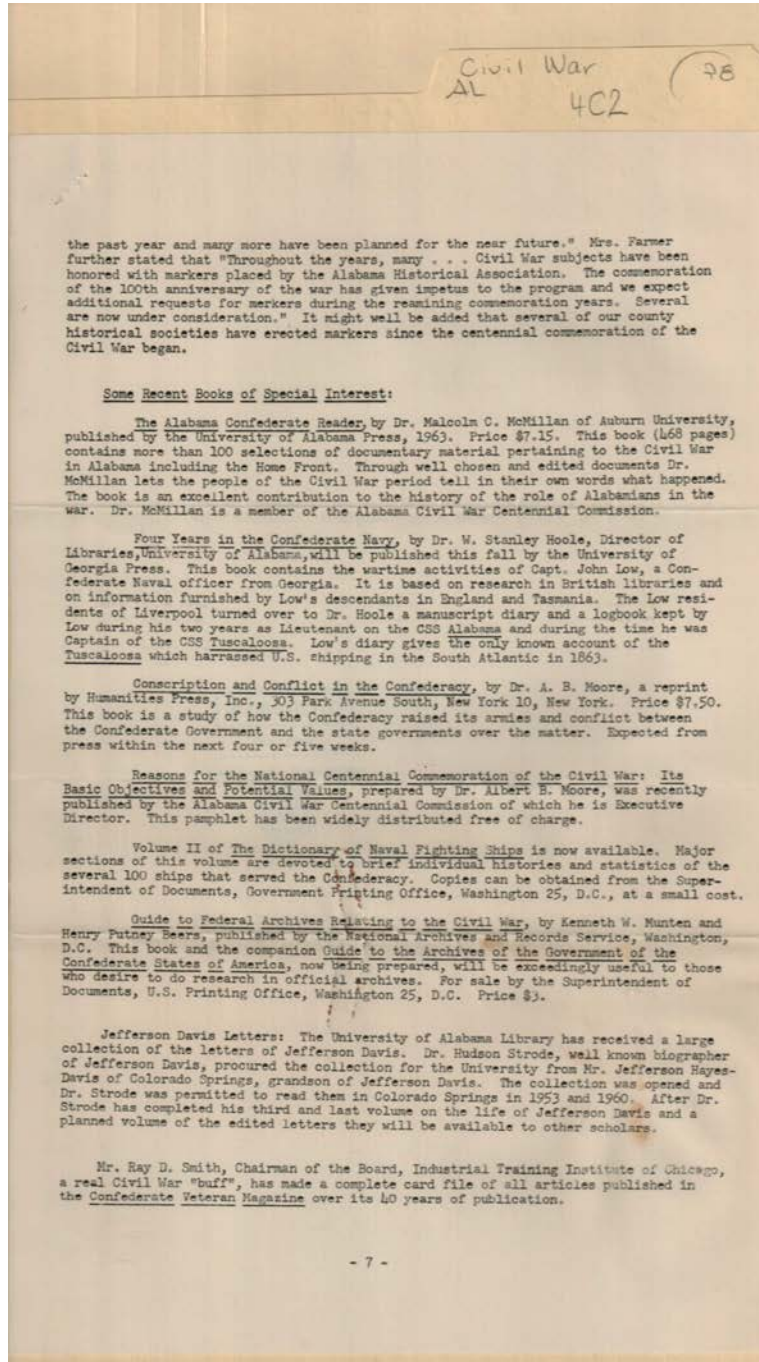 Civil War
AL
4C2
78
the past year and many more have been planned for the near future." Mrs. Farmer
further stated that "Throughout the years, many . . . Civil War subjects have been
honored with markers placed by the Alabama Historical Association. The commemoration
of the 100th anniversary of the war has given impetus to the program and we expect
additional requests for merkers during the reamining commemoration years. Several
are now under consideration." It might well be added that several of our county
historical societies have erected markers since the centennial commemoration of the
Civil War began.
Some Recent Books of Special Interest:
The Alabama Confederate Reader, by Dr. Malcolm C. McMillan of Auburn University,
published by the University of Alabama Press, 1963. Price $7.15. This book (468 pages)
contains more than 100 selections of documentary material pertaining to the Civil War
in Alabama including the Home Front. Through well chosen and edited documents Dr.
McMillan lets the people of the Civil War period tell in their own words what happened.
The book is an excellent contribution to the history of the role of Alabamians in the
war. Dr. McMillan is a member of the Alabama Civil War Centennial Commission.
Four Years in the Confederate Navy, by Dr. W. Stanley Hoole, Director of
Libraries,University of Alabama,will be published this fall by the University of
Georgia Press. This book contains the wartime activities of Capt. John Low, a Con-
federate Naval officer from Georgia. It is based on research in British libraries and
on information furnished by Low's descendants in England and Tasmania. The Low resi-
dents of Liverpool turned over to Dr. Hoole a manuscript diary and a logbook kept by
Low during his two years as Lieutenant on the CSS Alabama and during the time he was
Captain of the CSS Tuscaloosa. Low's diary gives the only known account of the
Tuscaloosa which harrassed U.S. shipping in the South Atlantic in 1863.
Conscription and Conflict in the Confederacy, by Dr. A. B. Moore, a reprint
by Humanities Press, Inc., 303 Park Avenue South, New York 10, New York. Price $7.50.
This book is a study of how the Confederacy raised its armies and conflict between
the Confederate Government and the state governments over the matter. Expected from
press within the next four or five weeks.
Reasons for the National Centennial Commemoration of the Civil War: Its
Basic Objectives and Potential Values, prepared by Dr. Albert B. Moore, was recently
published by the Alabama Civil War Centennial Commission of which he is Executive
Director. This pamphlet has been widely distributed free of charge.
Volume II of The Dictionary of Naval Fighting Ships is now available. Major
sections of this volume are devoted to brief individual histories and statistics of the
several 100 ships that served the Confederacy. Copies can be obtained from the Super-
intendent of Documents, Government Printing Office, Washington 25, D.C., at a small cost.
Guide to Federal Archives Relating to the Civil War, by Kenneth W. Munten and
Henry Putney Beers, published by the National Archives and Records Service, Washington,
D.C. This book and the companion Guide to the Archives of the Government of the
Confederate States of America, now being prepared, will be exceedingly useful to those
who desire to do research in official archives. For sale by the Superintendent of
Documents, U.S. Printing Office, Washington 25, D.C. Price $3.
Jefferson Davis Letters: The University of Alabama Library has received a large
collection of the letters of Jefferson Davis. Dr. Hudson Strode, well known biographer
of Jefferson Davis, procured the collection for the University from Mr. Jefferson Hayes-
Davis of Colorado Springs, grandson of Jefferson Davis. The collection was opened and
Dr. Strode was permitted to read them in Colorado Springs in 1953 and 1960. After Dr.
Strode has completed his third and last volume on the life of Jefferson Davis and a
planned volume of the edited letters they will be available to other scholars.
Mr. Ray D. Smith, Chairman of the Board, Industrial Training Institute of Chicago,
a real Civil War "buff", has made a complete card file of all articles published in
the Confederate Veteran Magazine over its 40 years of publication.
- 7 -